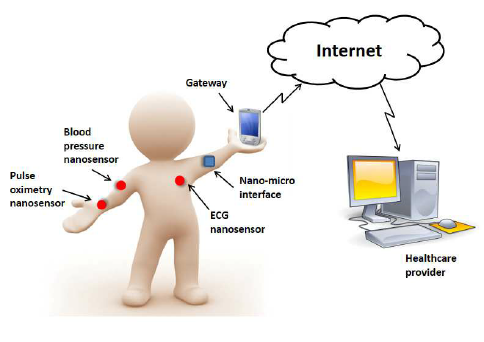 Internet
Gateway
Blood
pressure
nanosensor
Pulse
oximetry
nanosensor
Nano-micro
interface
ECG
nanosensor
Healthcare
provider